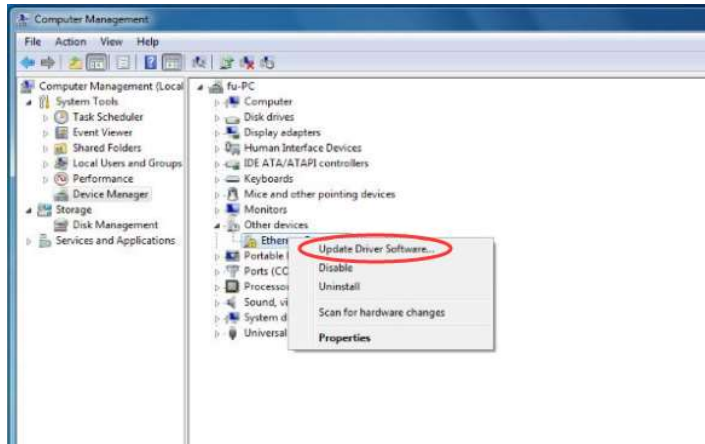 Computer Management
File Action View Help
Computer Management (Local
System Tools
Task Scheduler
Event Viewer
Shared Folders
Local Users and Groups
Performance
Device Manager
Storage
Disk Management
Services and Applications
fu-PC
Computer
Disk drives
Display adapters
Human Interface Devices
IDE ATA/ATAPI controllers
Keyboards
Mice and other pointing devices
Monitors
Other devices
Portable
Ports (CO
Processo
Sound, vi
System d
Universal
Update Driver Software...
Disable
Uninstall
Scan for hardware changes
Properties